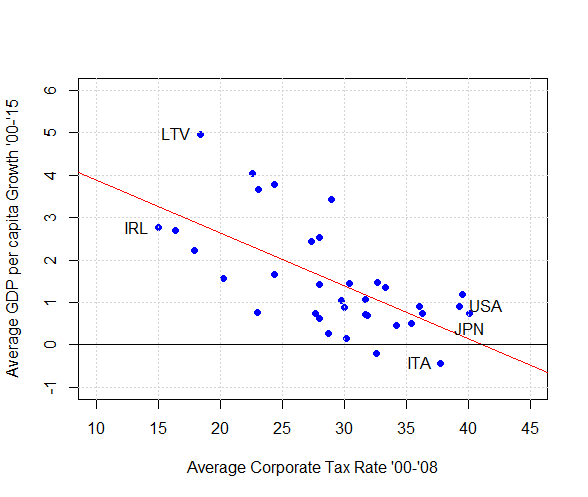 Average GDP per capita Growth '00-'15
6
5
4
3
2
1
0
-1
LTV
IRL
USA
JPN
ITA
10 15 20 25 30 35 40 45
Average Corporate Tax Rate '00-'08